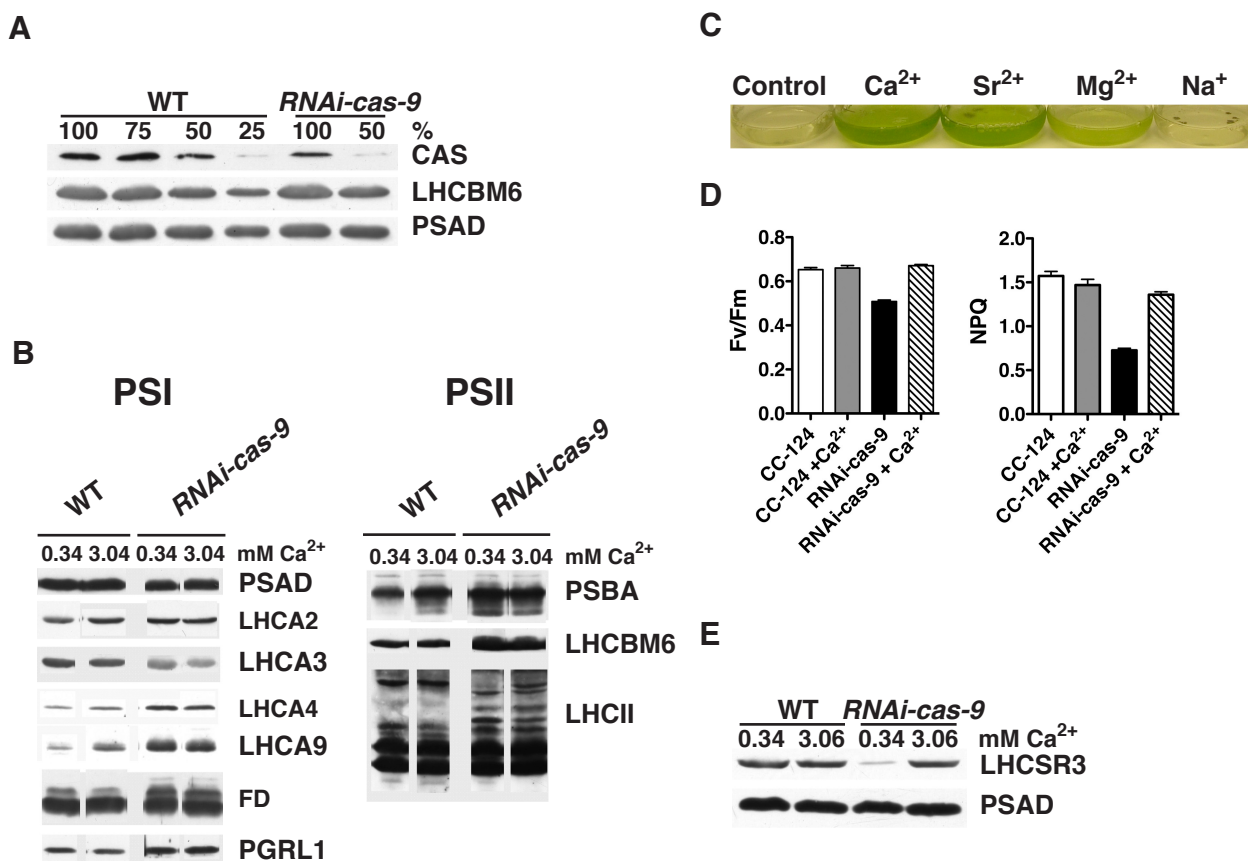 A
WT RNAi-cas-9
100 75 50 25 100 50 %
CAS
LHCBM6
PSAD
B
PSI
WT RNAi-cas-9
0.34 3.04 0.34 3.04 mM Ca²⁺
PSAD
LHCA2
LHCA3
LHCA4
LHCA9
FD
PGRL1
PSII
WT RNAi-cas-9
0.34 3.04 0.34 3.04 mM Ca²⁺
PSBA
LHCBM6
LHCII
C
Control Ca²⁺ Sr²⁺ Mg²⁺ Na⁺
D
Fv/Fm
0.8
0.6
0.4
0.2
0.0
CC-124
CC-124 +Ca²⁺
RNAi-cas-9
RNAi-cas-9 + Ca²⁺
NPQ
2.0
1.5
1.0
0.5
0.0
CC-124
CC-124 +Ca²⁺
RNAi-cas-9
RNAi-cas-9 + Ca²⁺
E
WT RNAi-cas-9
0.34 3.06 0.34 3.06 mM Ca²⁺
LHCSR3
PSAD